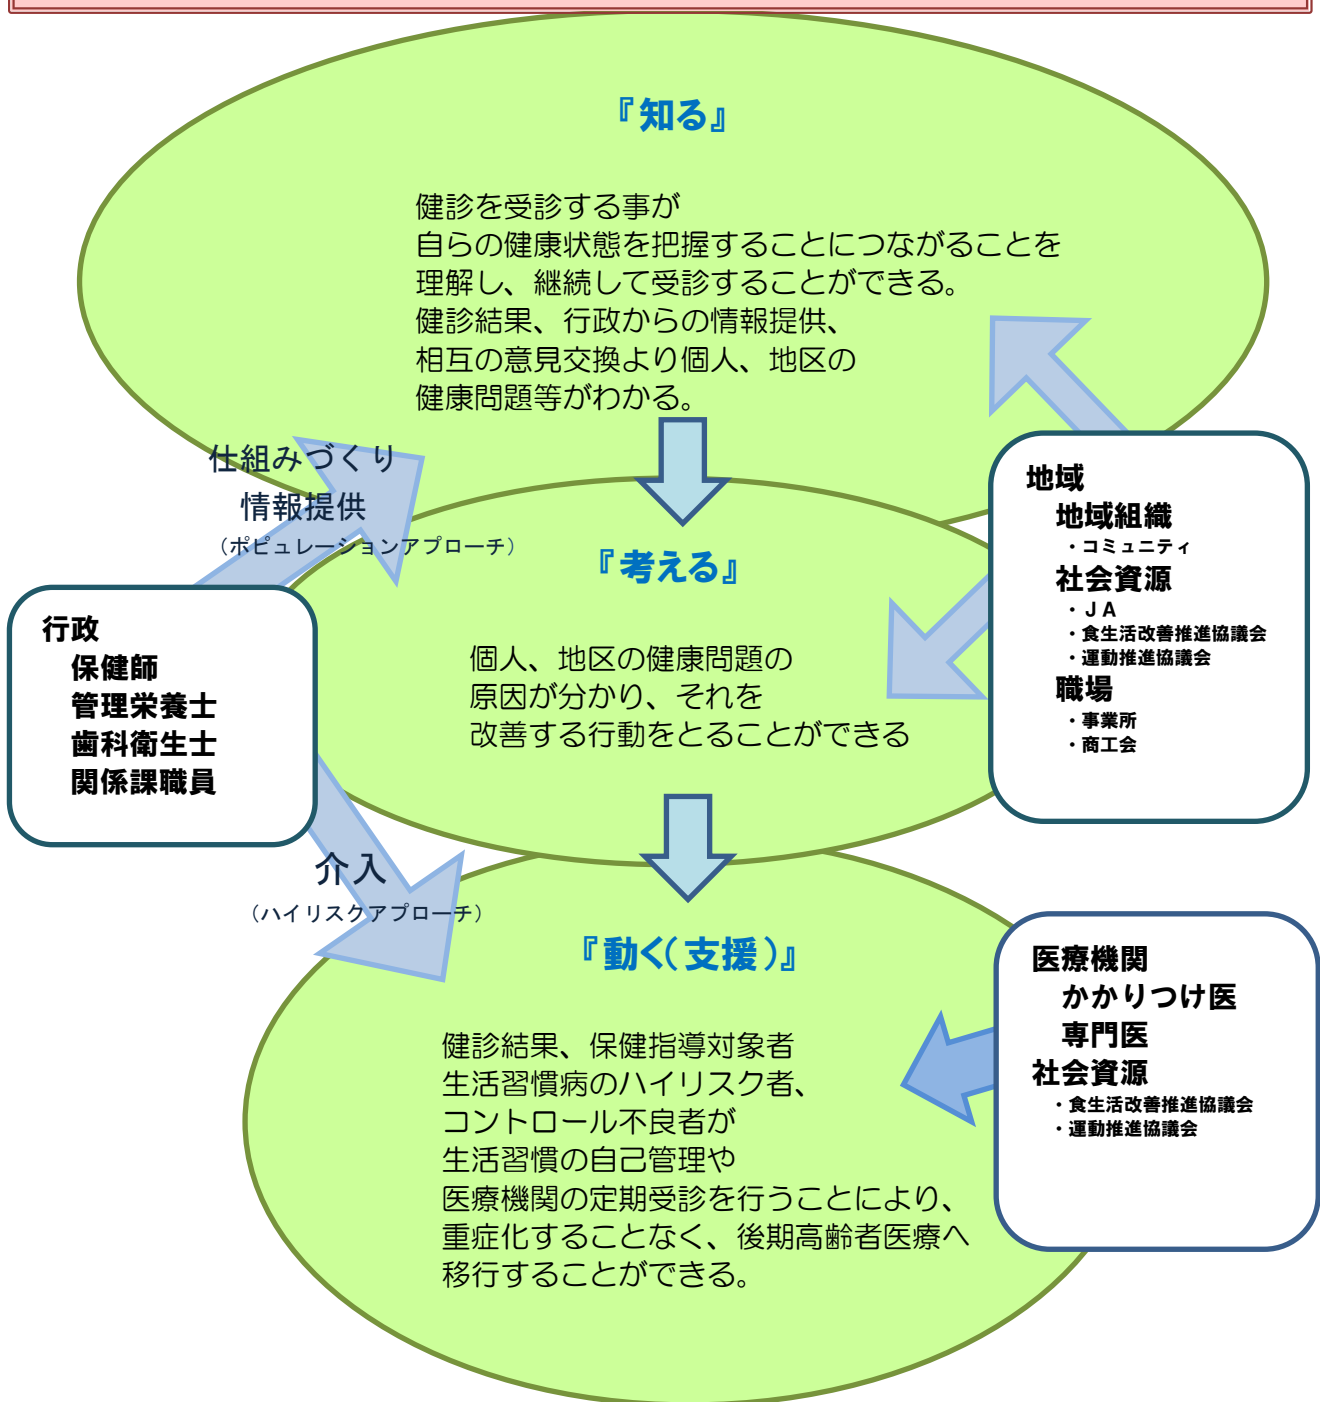 『知る』
健診を受診する事が
自らの健康状態を把握することにつながることを
理解し、継続して受診することができる。
健診結果、行政からの情報提供、
相互の意見交換より個人、地区の
健康問題等がわかる。
仕組みづくり
情報提供
（ポピュレーションアプローチ）
地域
地域組織
・コミュニティ
社会資源
・ＪＡ
・食生活改善推進協議会
・運動推進協議会
職場
・事業所
・商工会
『考える』
個人、地区の健康問題の
原因が分かり、それを
改善する行動をとることができる
行政
保健師
管理栄養士
歯科衛生士
関係課職員
介入
（ハイリスクアプローチ）
『動く（支援）』
健診結果、保健指導対象者
生活習慣病のハイリスク者、
コントロール不良者が
生活習慣の自己管理や
医療機関の定期受診を行うことにより、
重症化することなく、後期高齢者医療へ
移行することができる。
医療機関
かかりつけ医
専門医
社会資源
・食生活改善推進協議会
・運動推進協議会